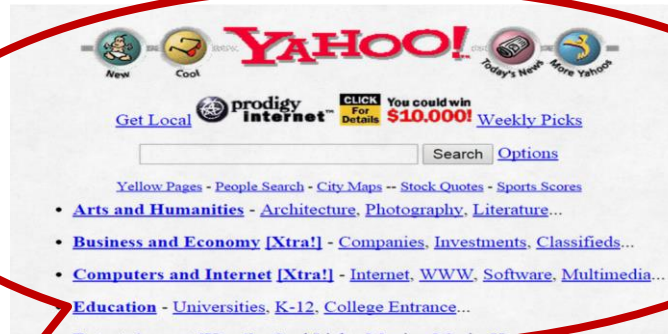 YAHOO!
New Cool Today's News More Yahoos
Get Local prodigy internet™ CLICK For Details You could win $10,000! Weekly Picks
Search Options
Yellow Pages - People Search - City Maps -- Stock Quotes - Sports Scores
• Arts and Humanities - Architecture, Photography, Literature...
• Business and Economy [Xtra!] - Companies, Investments, Classifieds...
• Computers and Internet [Xtra!] - Internet, WWW, Software, Multimedia...
• Education - Universities, K-12, College Entrance...